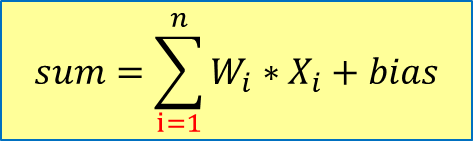 n
sum = ∑ Wᵢ * Xᵢ + bias
i=1